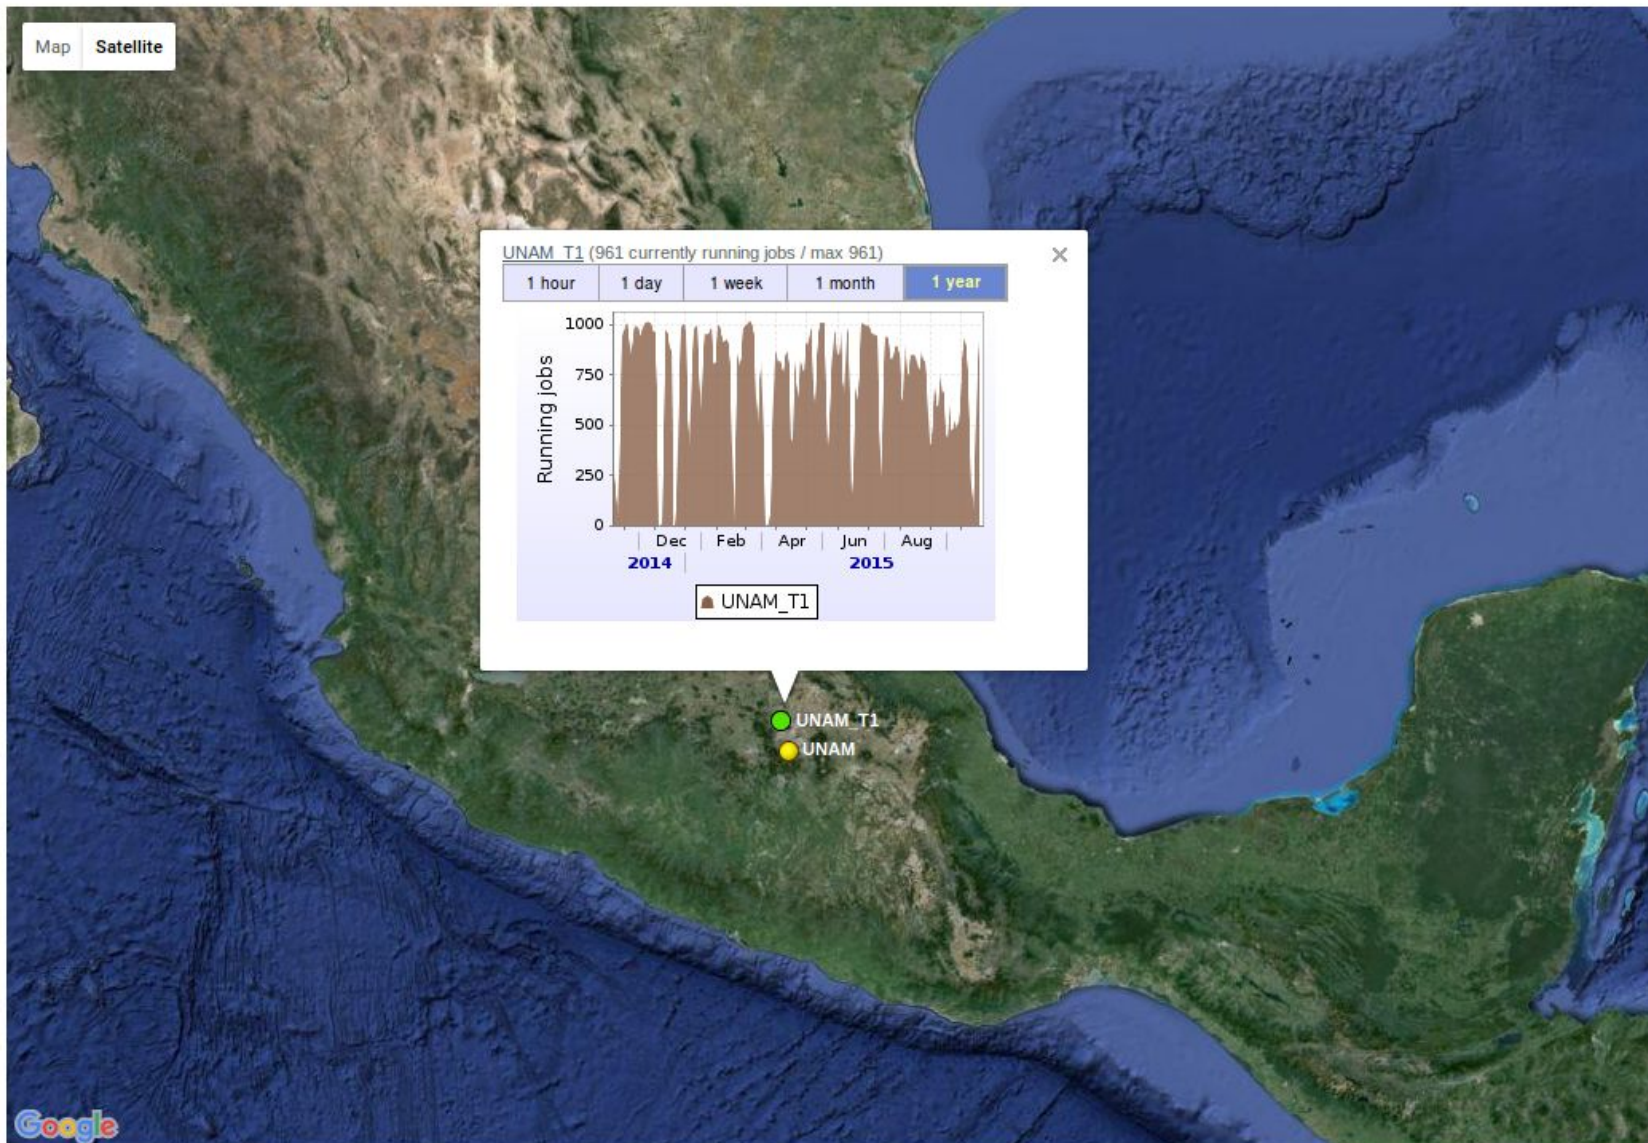 Map Satellite
UNAM_T1 (961 currently running jobs / max 961)
1 hour 1 day 1 week 1 month 1 year
1000
750
500
250
0
Running jobs
Dec Feb Apr Jun Aug
2014 2015
UNAM_T1
UNAM_T1
UNAM
Google